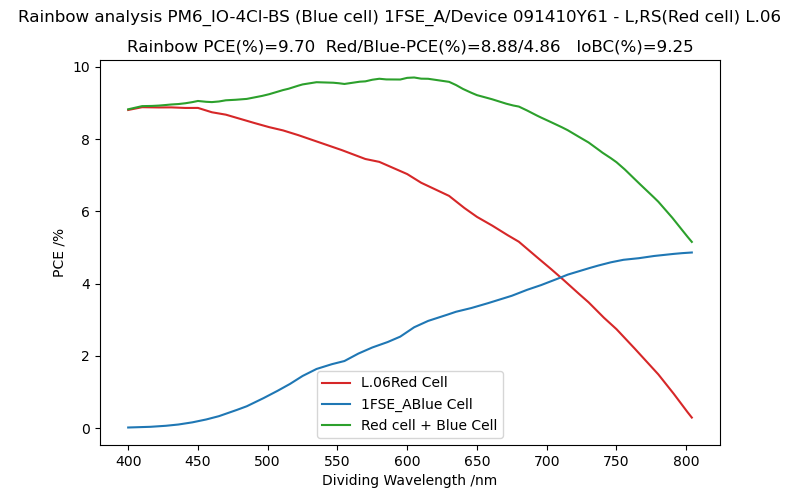 Rainbow analysis PM6_IO-4Cl-BS (Blue cell) 1FSE_A/Device 091410Y61 - L,RS(Red cell) L.06
Rainbow PCE(%)=9.70 Red/Blue-PCE(%)=8.88/4.86 IoBC(%)=9.25
10
8
6
4
2
0
PCE /%
L.06Red Cell
1FSE_ABlue Cell
Red cell + Blue Cell
400 450 500 550 600 650 700 750 800
Dividing Wavelength /nm